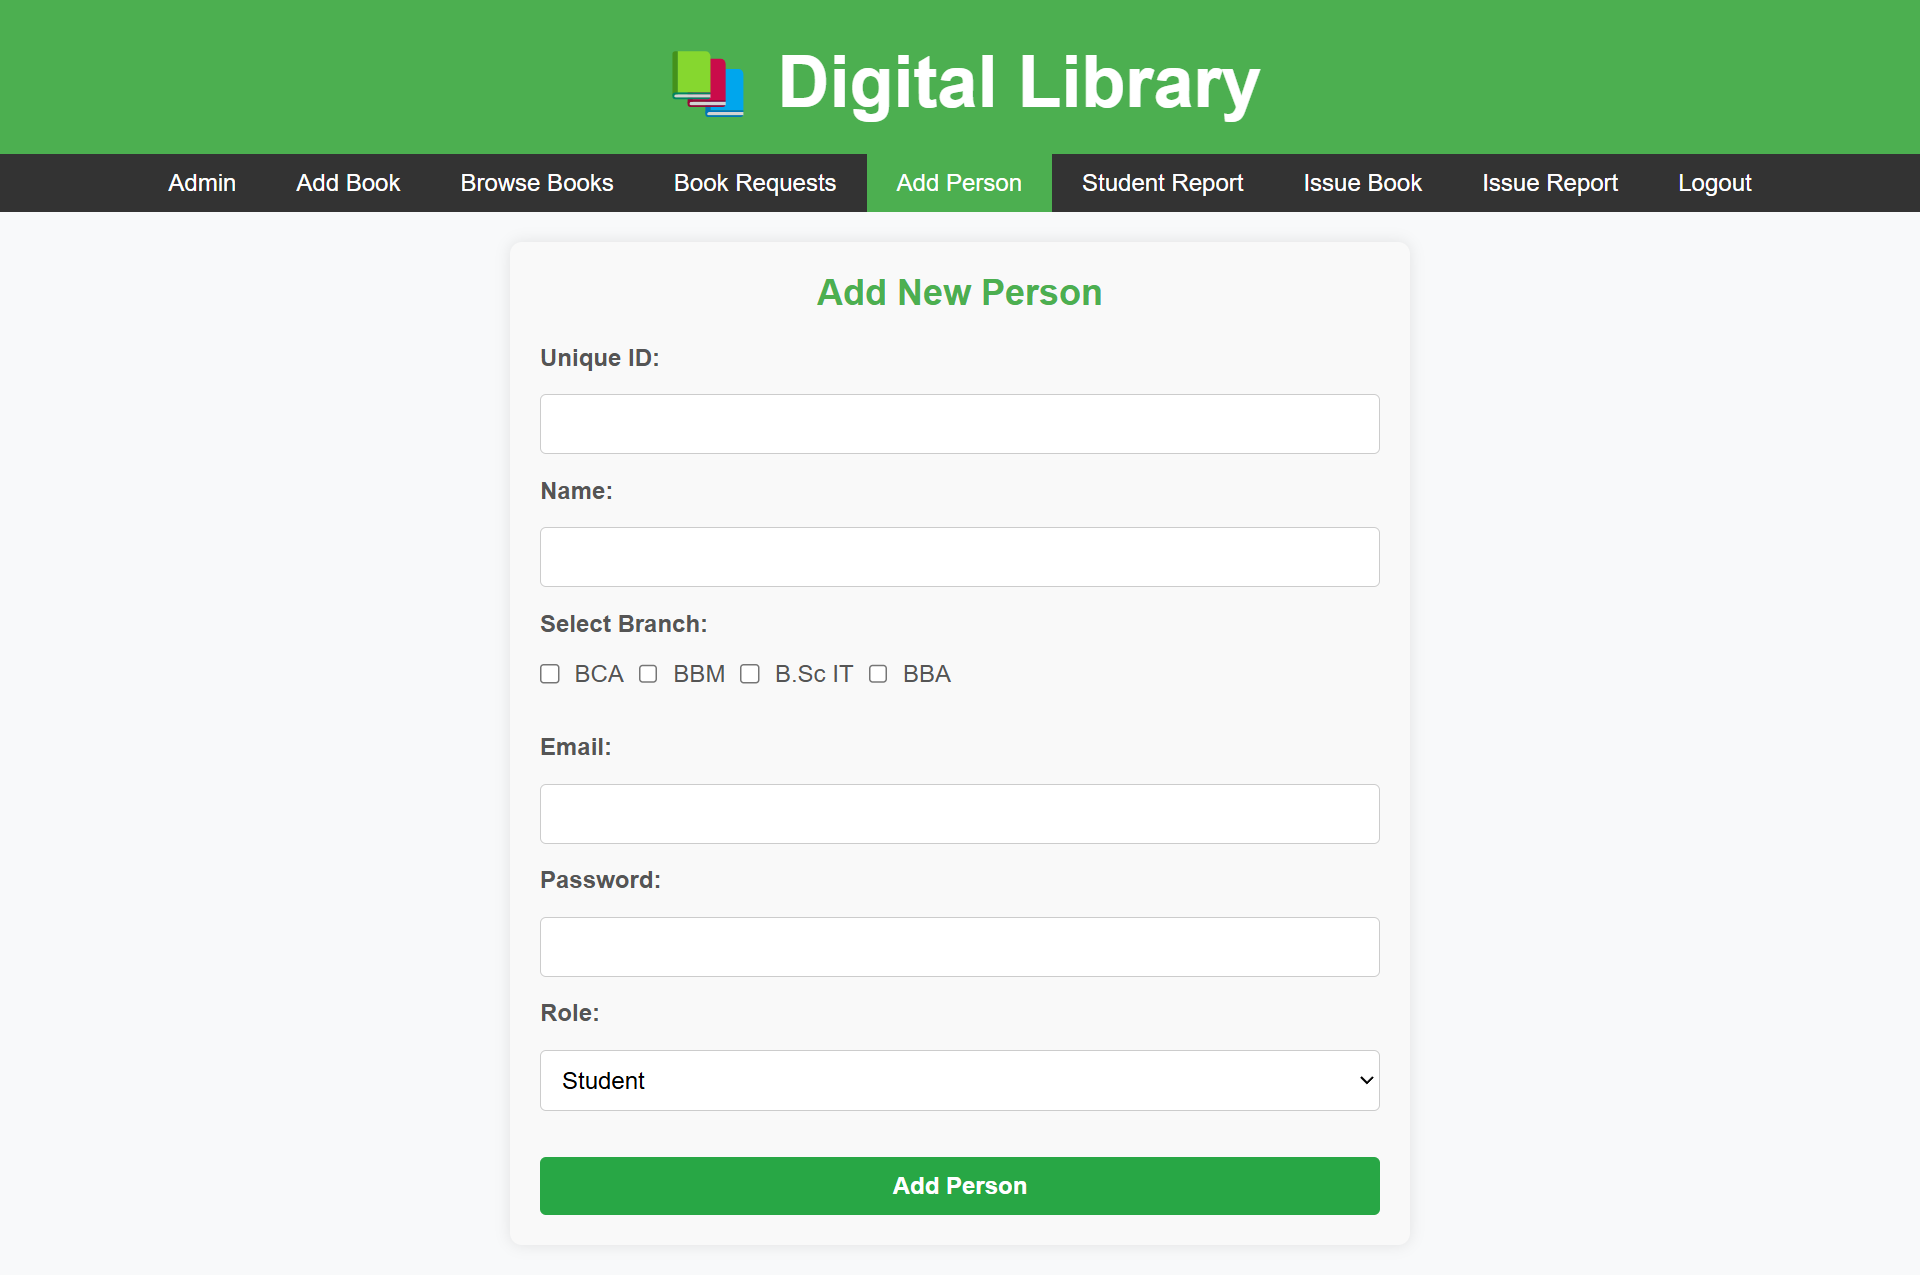 Digital Library
Admin Add Book Browse Books Book Requests Add Person Student Report Issue Book Issue Report Logout
Add New Person
Unique ID:
Name:
Select Branch:
BCA BBM B.Sc IT BBA
Email:
Password:
Role:
Student
Add Person